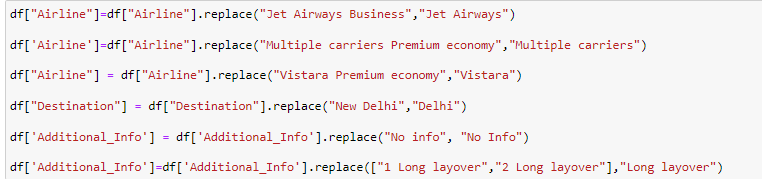 df["Airline"]=df["Airline"].replace("Jet Airways Business","Jet Airways")
df['Airline']=df["Airline"].replace("Multiple carriers Premium economy","Multiple carriers")
df["Airline"] = df["Airline"].replace("Vistara Premium economy","Vistara")
df["Destination"] = df["Destination"].replace("New Delhi","Delhi")
df['Additional_Info'] = df['Additional_Info'].replace("No info", "No Info")
df['Additional_Info']=df['Additional_Info'].replace(["1 Long layover","2 Long layover"],"Long layover")